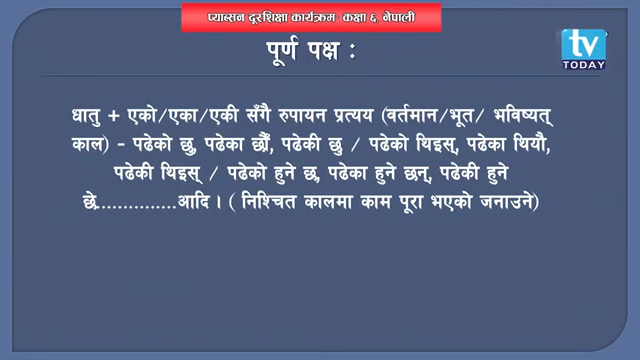 प्याब्सन दूरशिक्षा कार्यक्रम- कक्षा ६ नेपाली
tv
TODAY
पूर्ण पक्ष :
धातु + एको/एका/एकी सँगै रुपायन प्रत्यय (वर्तमान/भूत/ भविष्यत्
काल) - पढेको छु, पढेका छौँ, पढेकी छु / पढेको थिइस्, पढेका थियौ,
पढेकी थिइस् / पढेको हुने छ, पढेका हुने छन्, पढेकी हुने
छे...............आदि । ( निश्चित कालमा काम पूरा भएको जनाउने)